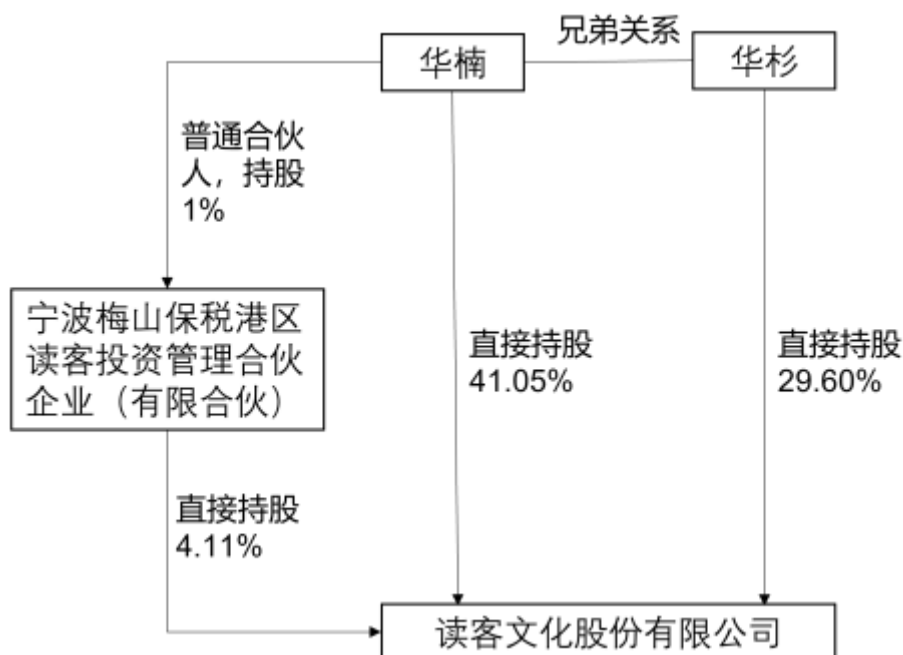 兄弟关系
华楠
华杉
普通合伙
人，持股
1%
宁波梅山保税港区
读客投资管理合伙
企业（有限合伙）
直接持股
41.05%
直接持股
29.60%
直接持股
4.11%
读客文化股份有限公司